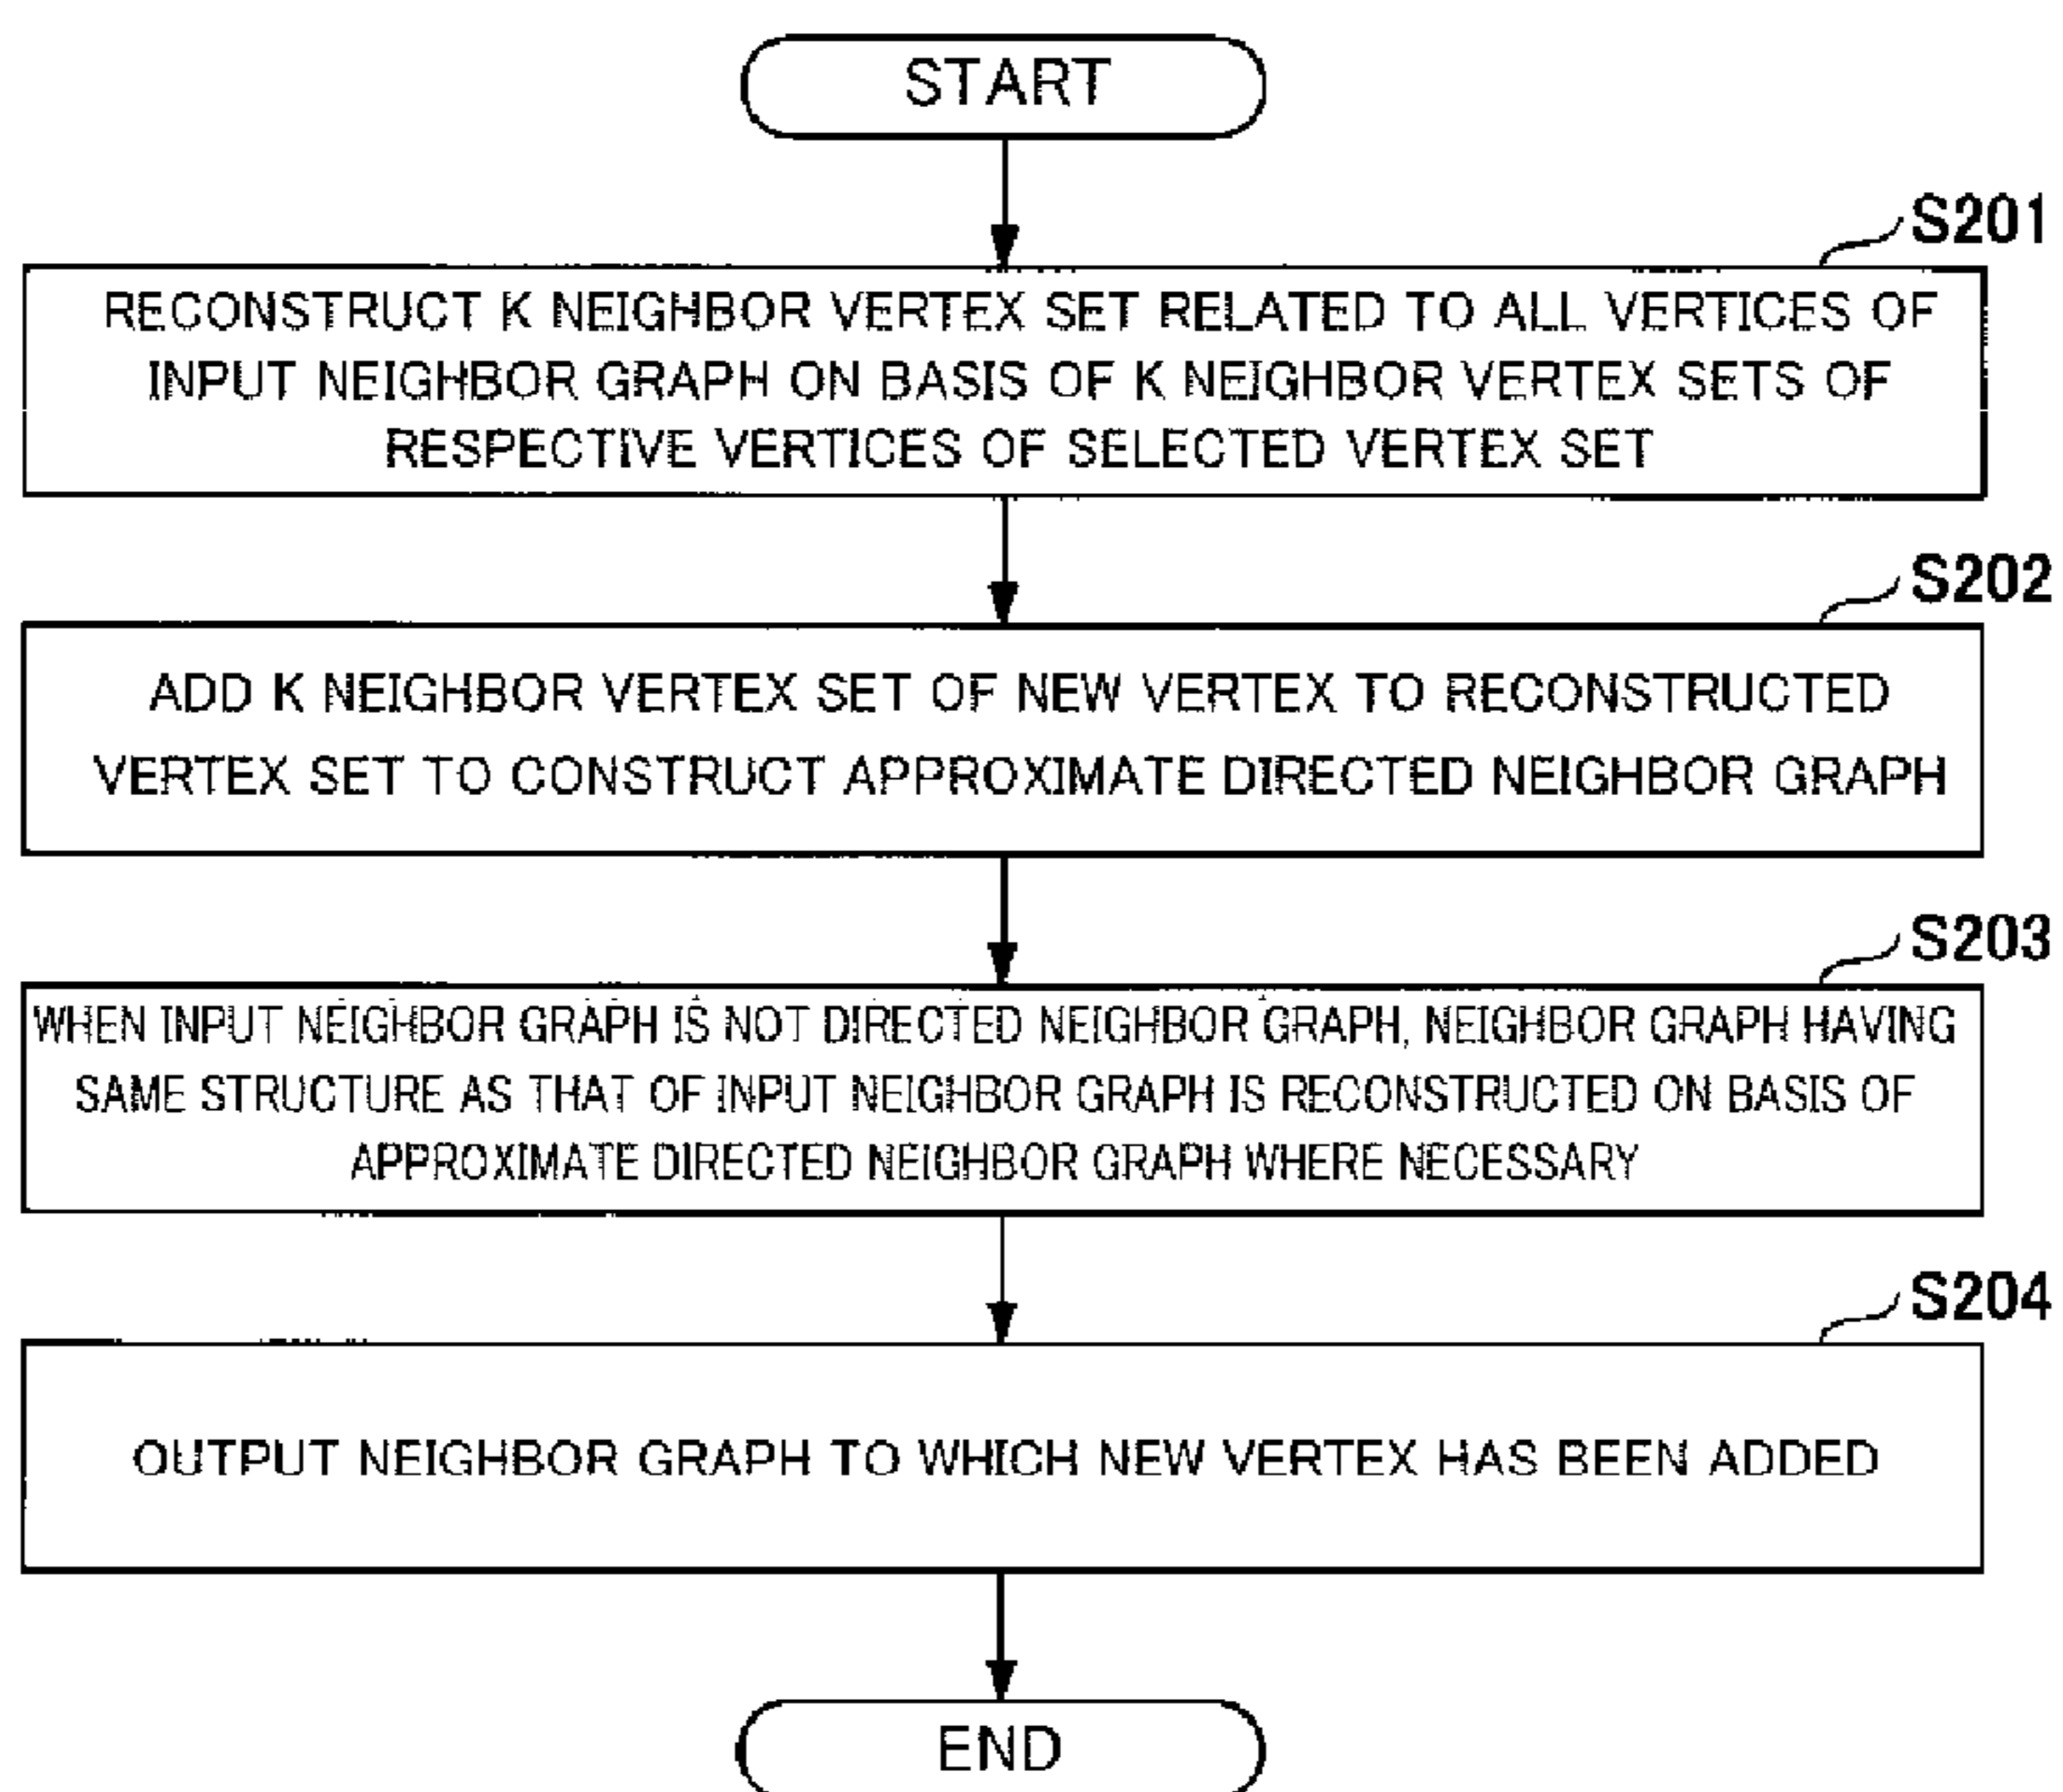 START
S201
RECONSTRUCT K NEIGHBOR VERTEX SET RELATED TO ALL VERTICES OF
INPUT NEIGHBOR GRAPH ON BASIS OF K NEIGHBOR VERTEX SETS OF
RESPECTIVE VERTICES OF SELECTED VERTEX SET
S202
ADD K NEIGHBOR VERTEX SET OF NEW VERTEX TO RECONSTRUCTED
VERTEX SET TO CONSTRUCT APPROXIMATE DIRECTED NEIGHBOR GRAPH
S203
WHEN INPUT NEIGHBOR GRAPH IS NOT DIRECTED NEIGHBOR GRAPH, NEIGHBOR GRAPH HAVING
SAME STRUCTURE AS THAT OF INPUT NEIGHBOR GRAPH IS RECONSTRUCTED ON BASIS OF
APPROXIMATE DIRECTED NEIGHBOR GRAPH WHERE NECESSARY
S204
OUTPUT NEIGHBOR GRAPH TO WHICH NEW VERTEX HAS BEEN ADDED
END